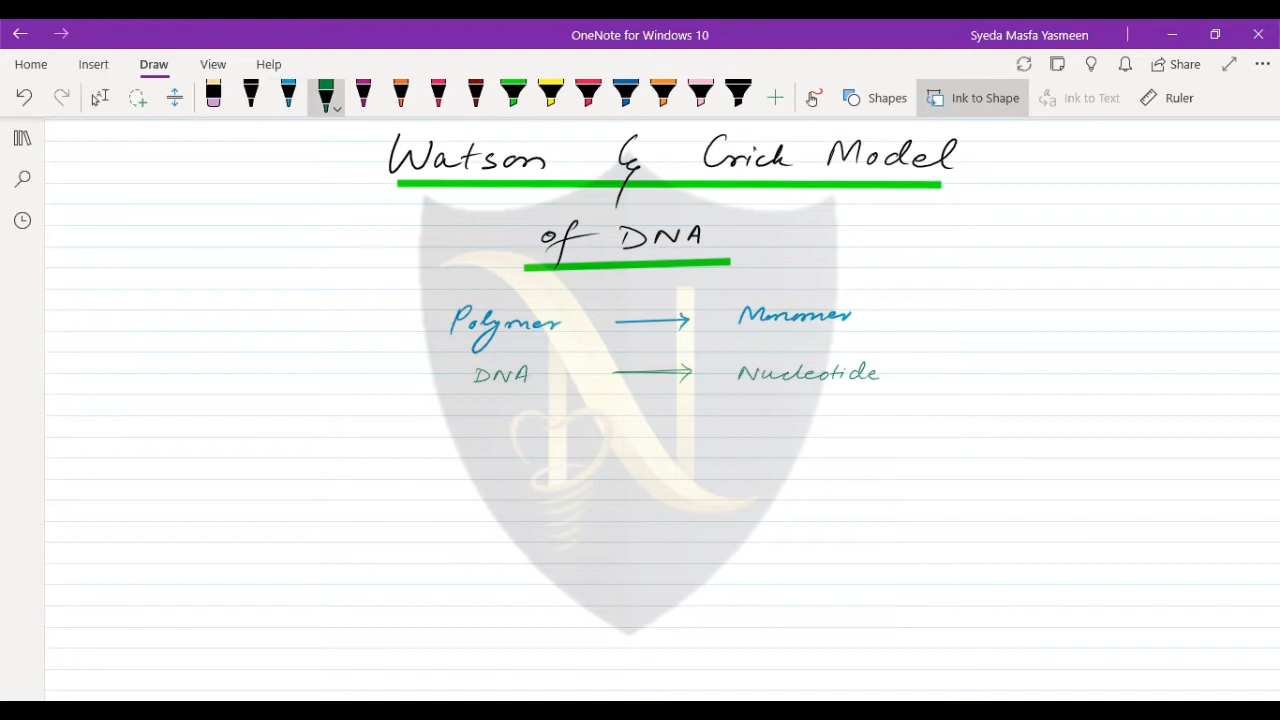 OneNote for Windows 10
Syeda Masfa Yasmeen
Home Insert Draw View Help
Share
Shapes Ink to Shape Ink to Text Ruler
Watson & Crick Model
of DNA
Polymer → Monomer
DNA → Nucleotide
N